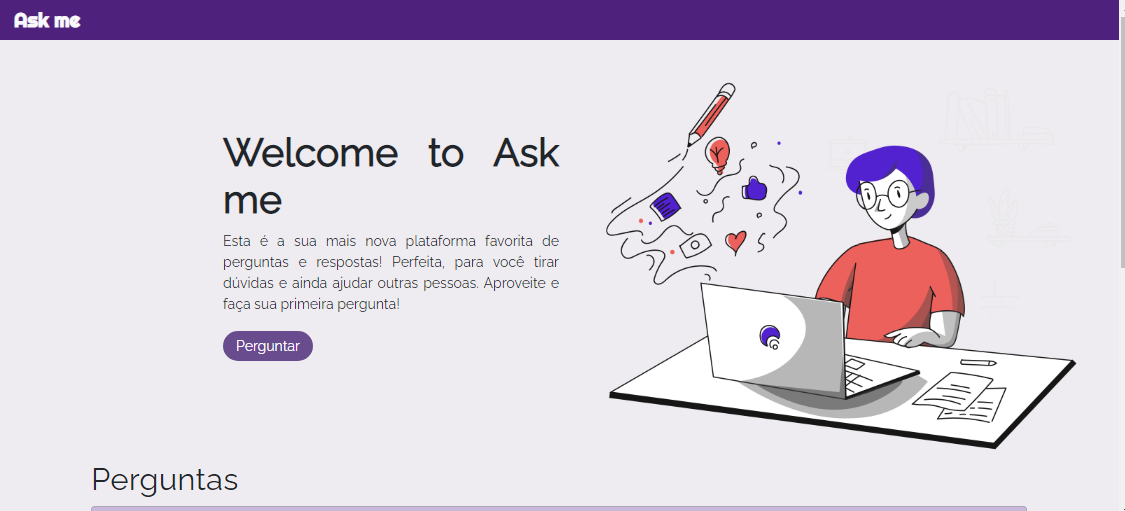 Ask me
Welcome to Ask
me
Esta é a sua mais nova plataforma favorita de
perguntas e respostas! Perfeita, para você tirar
dúvidas e ainda ajudar outras pessoas. Aproveite e
faça sua primeira pergunta!
Perguntar
Perguntas